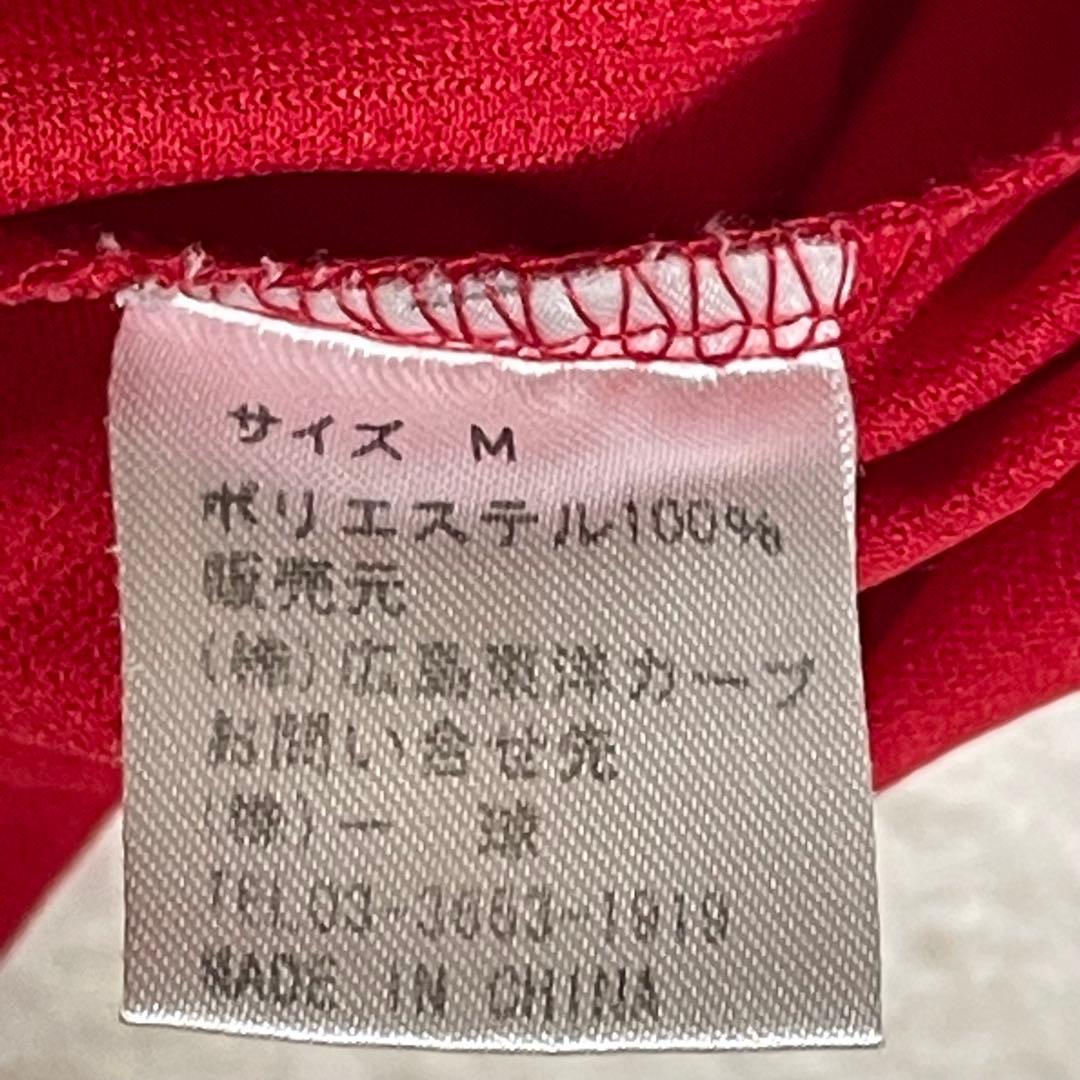 サイズ M
ポリエステル100%
販売元
(株)広島東洋カープ
お問い合せ先
(株)一 球
TEL03-3663-1919
MADE IN CHINA